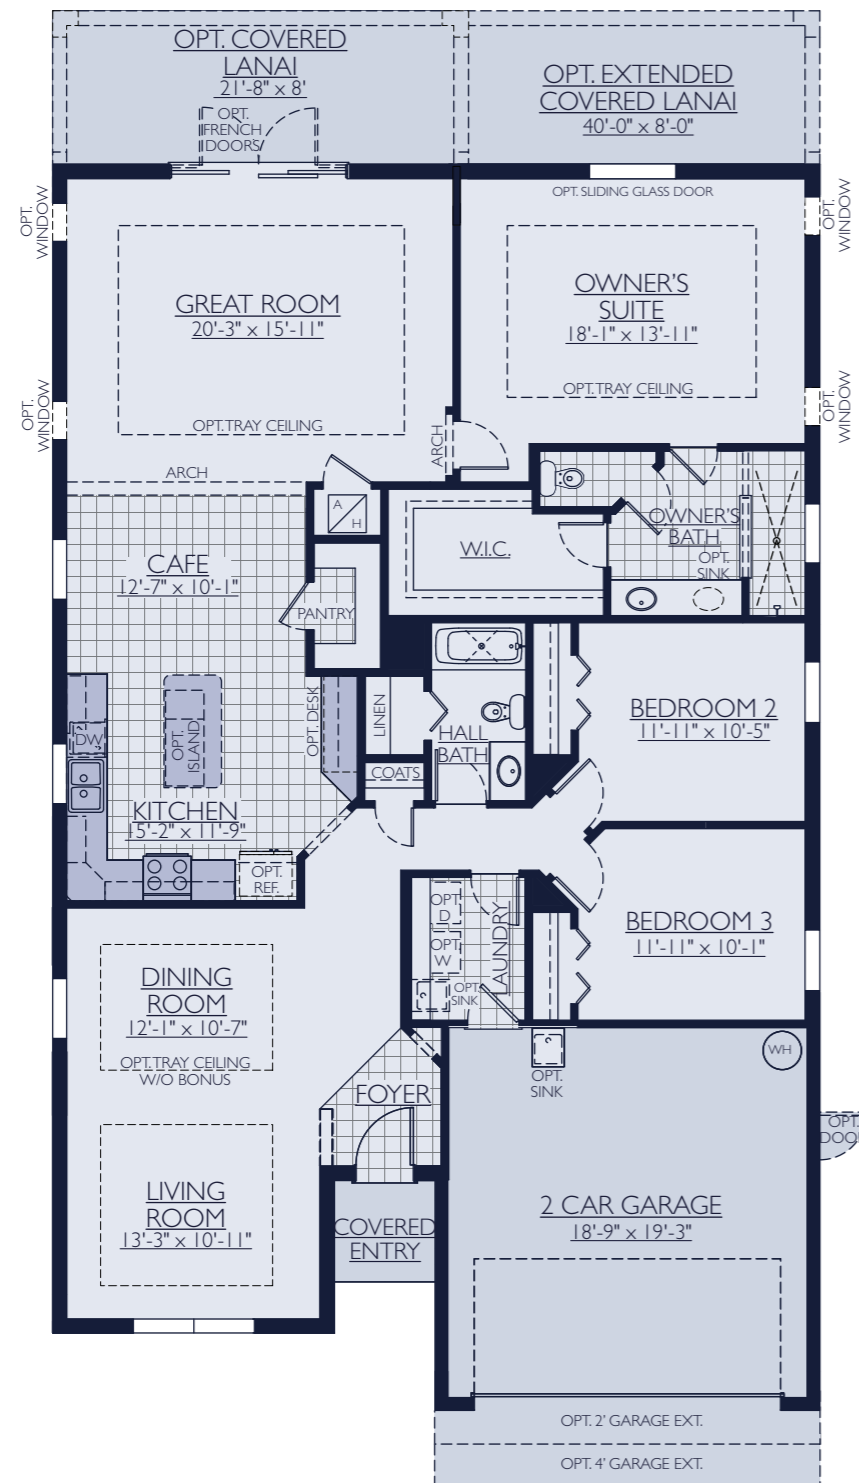 OPT. COVERED
LANAI
21'-8" x 8'
OPT. EXTENDED
COVERED LANAI
40'-0" x 8'-0"
OPT.
FRENCH
DOORS
OPT. SLIDING GLASS DOOR
OPT.
WINDOW
OPT.
WINDOW
GREAT ROOM
20'-3" x 15'-11"
OPT. TRAY CEILING
OWNER'S
SUITE
18'-1" x 13'-11"
OPT. TRAY CEILING
OPT.
WINDOW
OPT.
WINDOW
ARCH
ARCH
A
H
CAFE
12'-7" x 10'-1"
W.I.C.
OWNER'S
BATH
OPT.
SINK
PANTRY
OPT. DESK
LINEN
HALL
BATH
BEDROOM 2
11'-11" x 10'-5"
DW
OPT.
ISLAND
COATS
KITCHEN
15'-2" x 11'-9"
OPT.
REF.
OPT.
D
OPT.
W
LAUNDRY
OPT.
SINK
BEDROOM 3
11'-11" x 10'-1"
DINING
ROOM
12'-1" x 10'-7"
OPT. TRAY CEILING
W/O BONUS
FOYER
OPT.
SINK
WH
OPT.
LIVING
ROOM
13'-3" x 10'-11"
COVERED
ENTRY
2 CAR GARAGE
18'-9" x 19'-3"
OPT. 2' GARAGE EXT.
OPT. 4' GARAGE EXT.